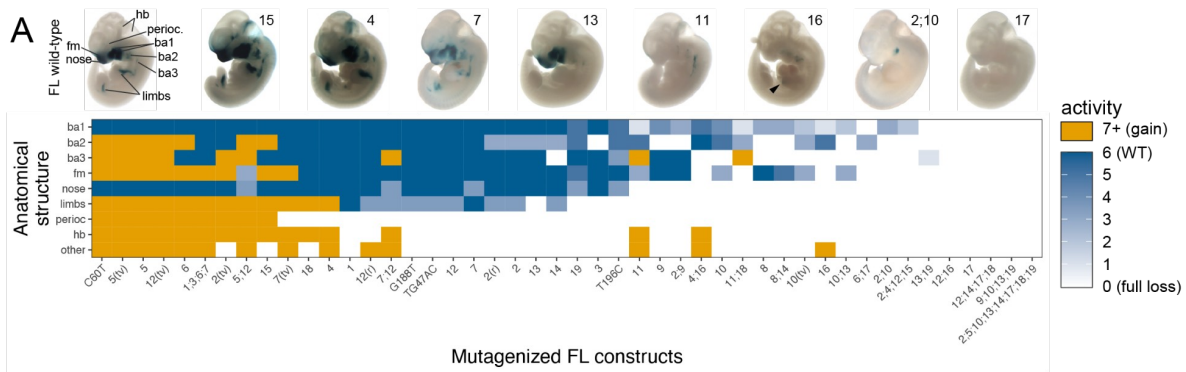 A
FL wild-type
hb
perioc.
ba1
fm
nose
ba2
ba3
limbs
15
4
7
13
11
16
2;10
17
Anatomical
structure
ba1
ba2
ba3
fm
nose
limbs
perioc
hb
other
C60T
5(tv)
5
12(tv)
6
1;3,6,7
2(tv)
5;12
15
7(tv)
18
4
1
12(r)
7;12
G188T
TG47AC
12
7
2(r)
2
13
14
19
3
T196C
11
9
2;9
4;16
10
11;18
8
8,14
10(tv)
16
10;13
6,17
2;10
2;4;12;15
13;19
12;16
17
12;14;17;18
9;10;13;19
2;5;10;13;14;17;18,19
Mutagenized FL constructs
activity
7+ (gain)
6 (WT)
5
4
3
2
1
0 (full loss)